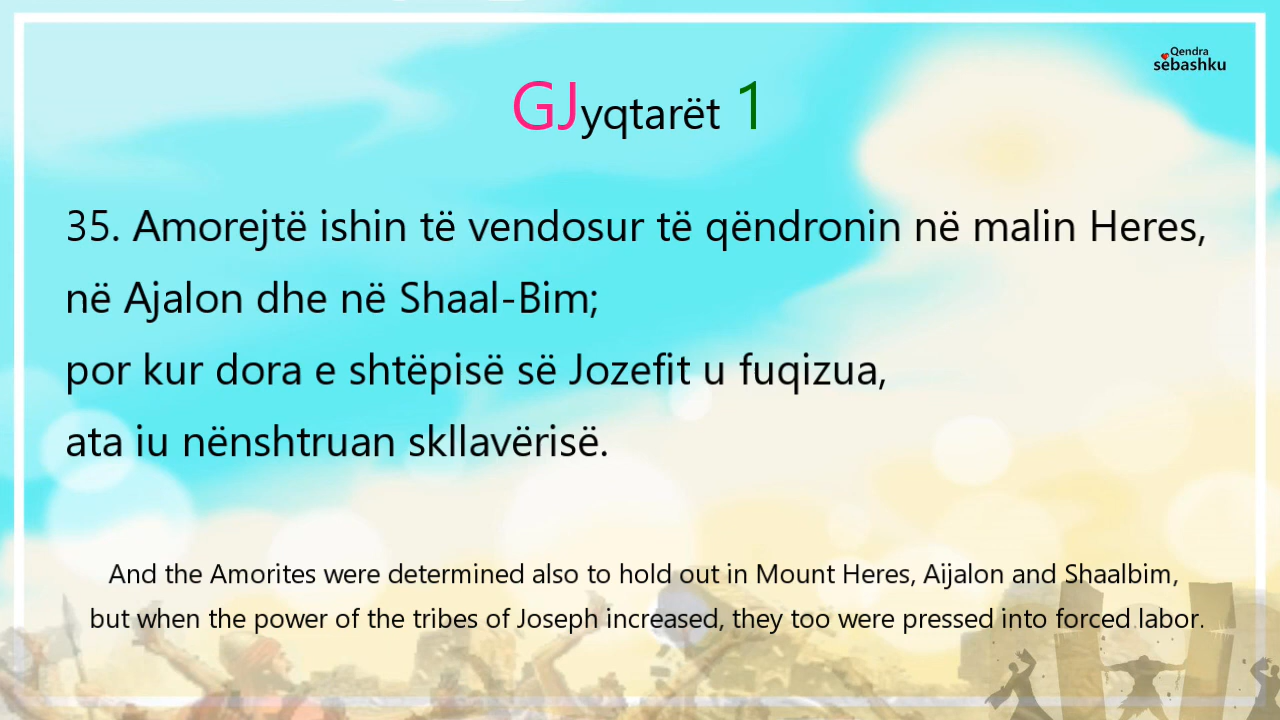 Qendra
sëbashku
GJyqtarët 1
35. Amorejtë ishin të vendosur të qëndronin në malin Heres,
në Ajalon dhe në Shaal-Bim;
por kur dora e shtëpisë së Jozefit u fuqizua,
ata iu nënshtruan skllavërisë.
And the Amorites were determined also to hold out in Mount Heres, Aijalon and Shaalbim,
but when the power of the tribes of Joseph increased, they too were pressed into forced labor.